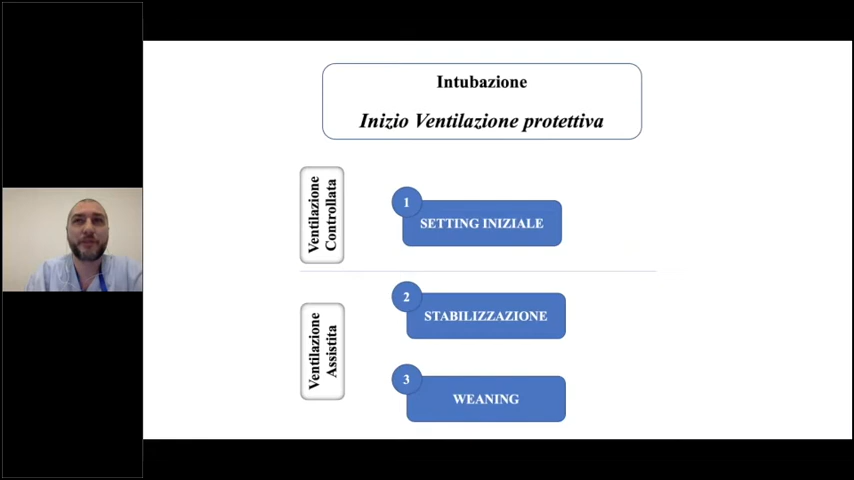 Intubazione
Inizio Ventilazione protettiva
Ventilazione
Controllata
1
SETTING INIZIALE
Ventilazione
Assistita
2
STABILIZZAZIONE
3
WEANING